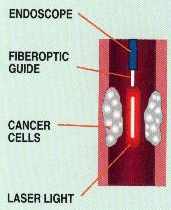 ENDOSCOPE
FIBEROPTIC
GUIDE
CANCER
CELLS
LASER LIGHT